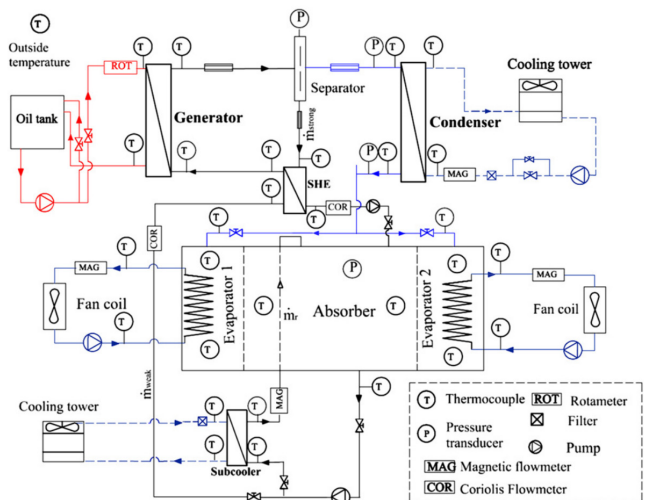 T
P
Outside
temperature
T
T
T
P
T
T
ROT
Separator
Cooling tower
Oil tank
Generator
Condenser
ṁstrong
T
T
T
T
P
T
MAG
SHE
T
T
COR
COR
T
T
T
T
P
T
T
MAG
MAG
Fan coil
Evaporator 1
T
Absorber
T
Evaporator 2
Fan coil
ṁr
T
T
T
T
ṁweak
T
Cooling tower
T
T
MAG
T
T
Subcooler
T
Thermocouple
ROT
Rotameter
Filter
P
Pressure
transducer
Pump
MAG
Magnetic flowmeter
COR
Coriolis Flowmeter